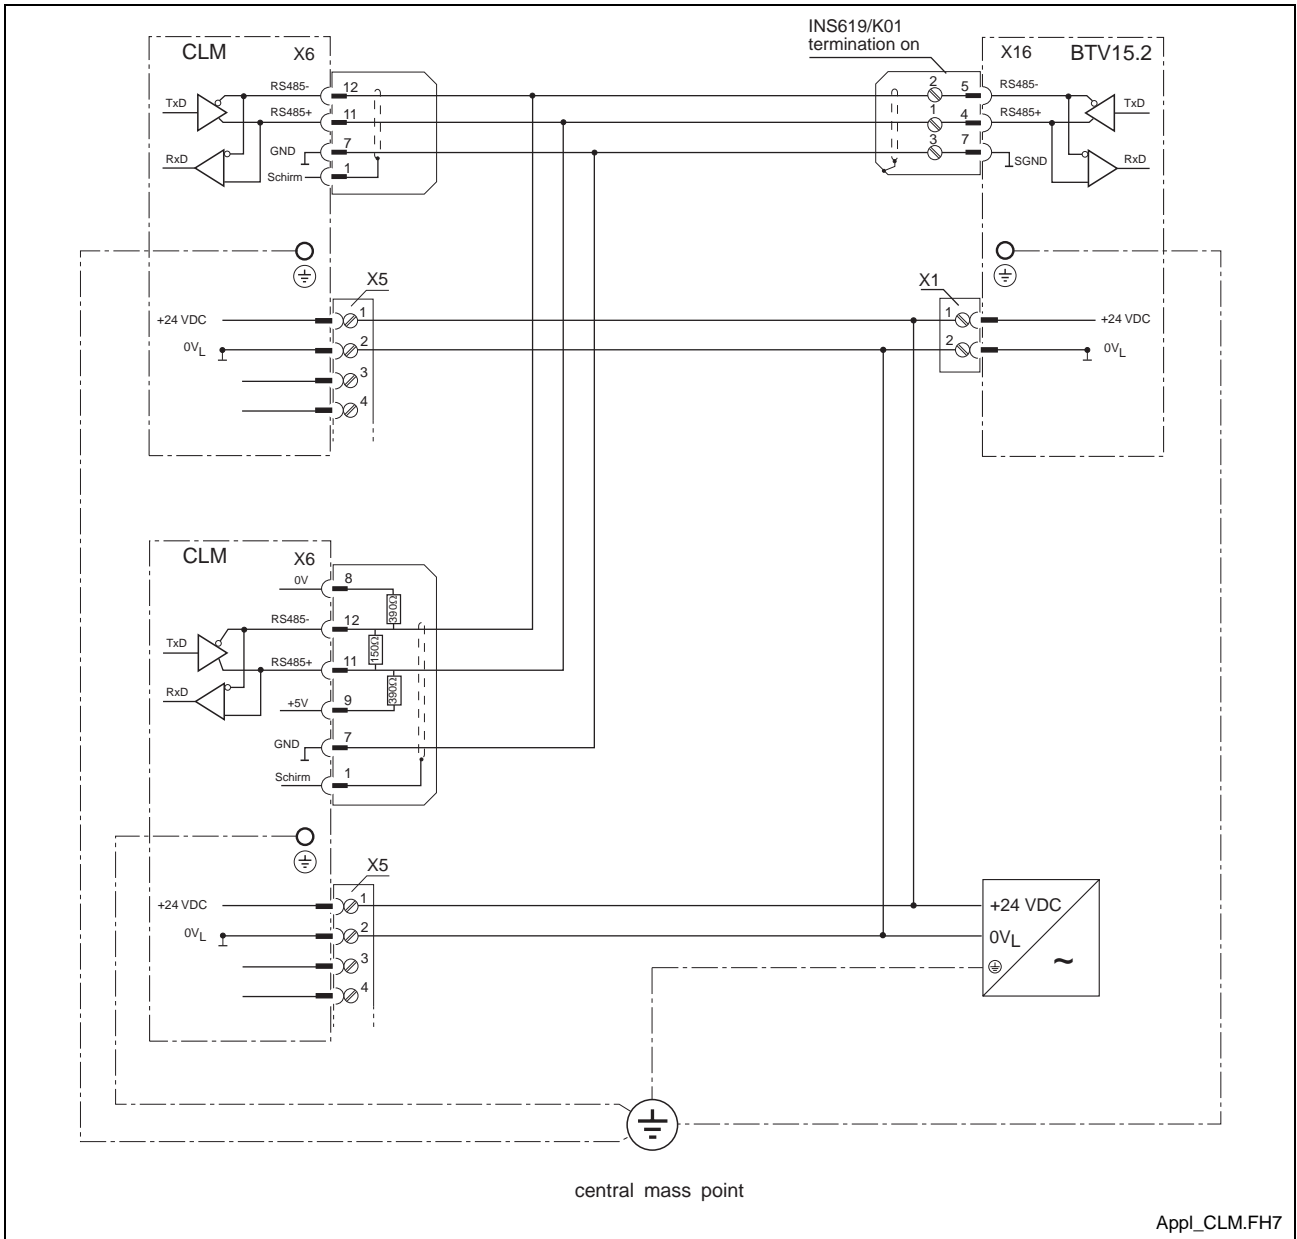 INS619/K01
termination on
CLM X6
X16 BTV15.2
RS485- 12
2 5 RS485-
TxD
TxD
RS485+ 11
1 4 RS485+
GND 7
3 7 SGND
RxD
RxD
Schirm 1
X5
X1
+24 VDC 1
1 +24 VDC
0VL 2
2 0VL
3
4
CLM X6
0V 8
390Ω
RS485- 12
TxD
150Ω
RS485+ 11
RxD
390Ω
+5V 9
GND 7
Schirm 1
X5
+24 VDC 1
+24 VDC
0VL 2
0VL
3
~
4
central mass point
Appl_CLM.FH7